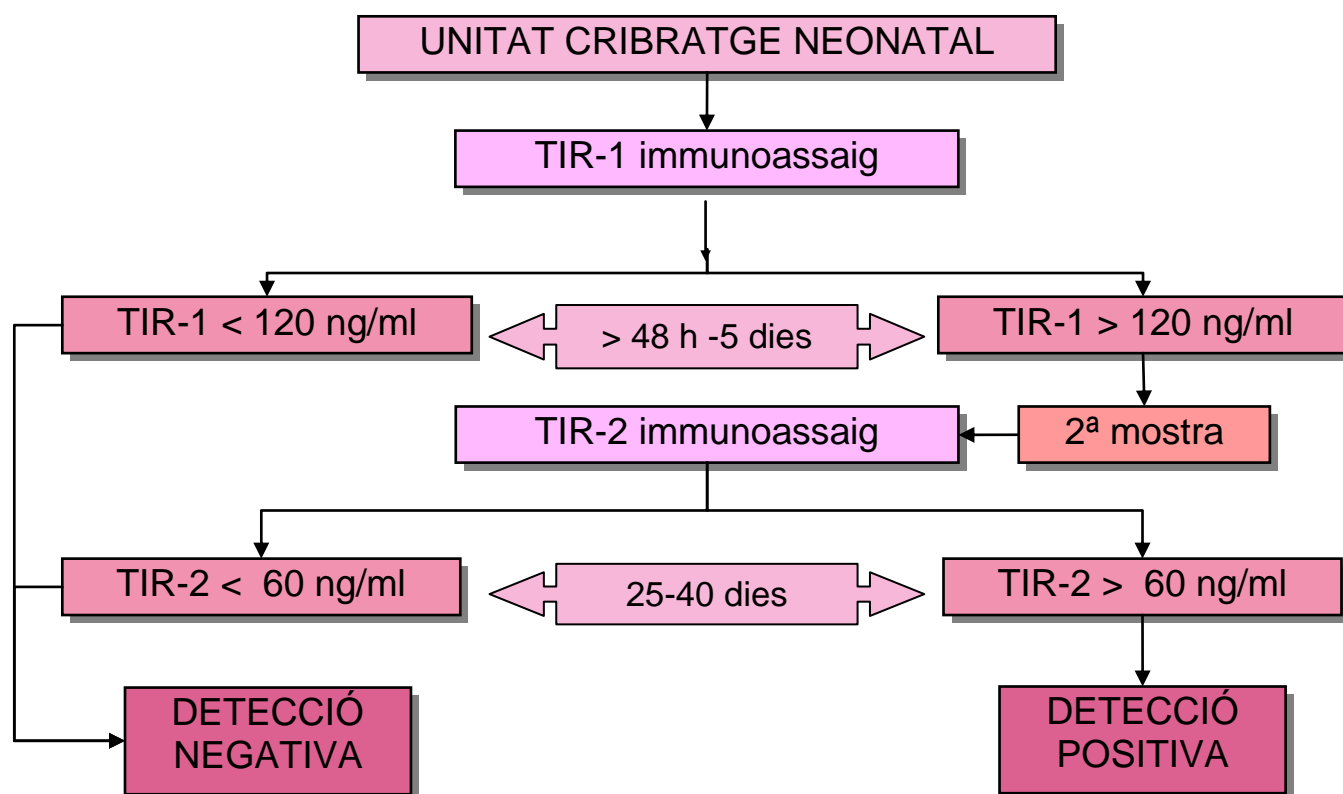 UNITAT CRIBRATGE NEONATAL
TIR-1 immunoassaig
TIR-1 < 120 ng/ml
> 48 h -5 dies
TIR-1 > 120 ng/ml
TIR-2 immunoassaig
2ª mostra
TIR-2 < 60 ng/ml
25-40 dies
TIR-2 > 60 ng/ml
DETECCIÓ
NEGATIVA
DETECCIÓ
POSITIVA